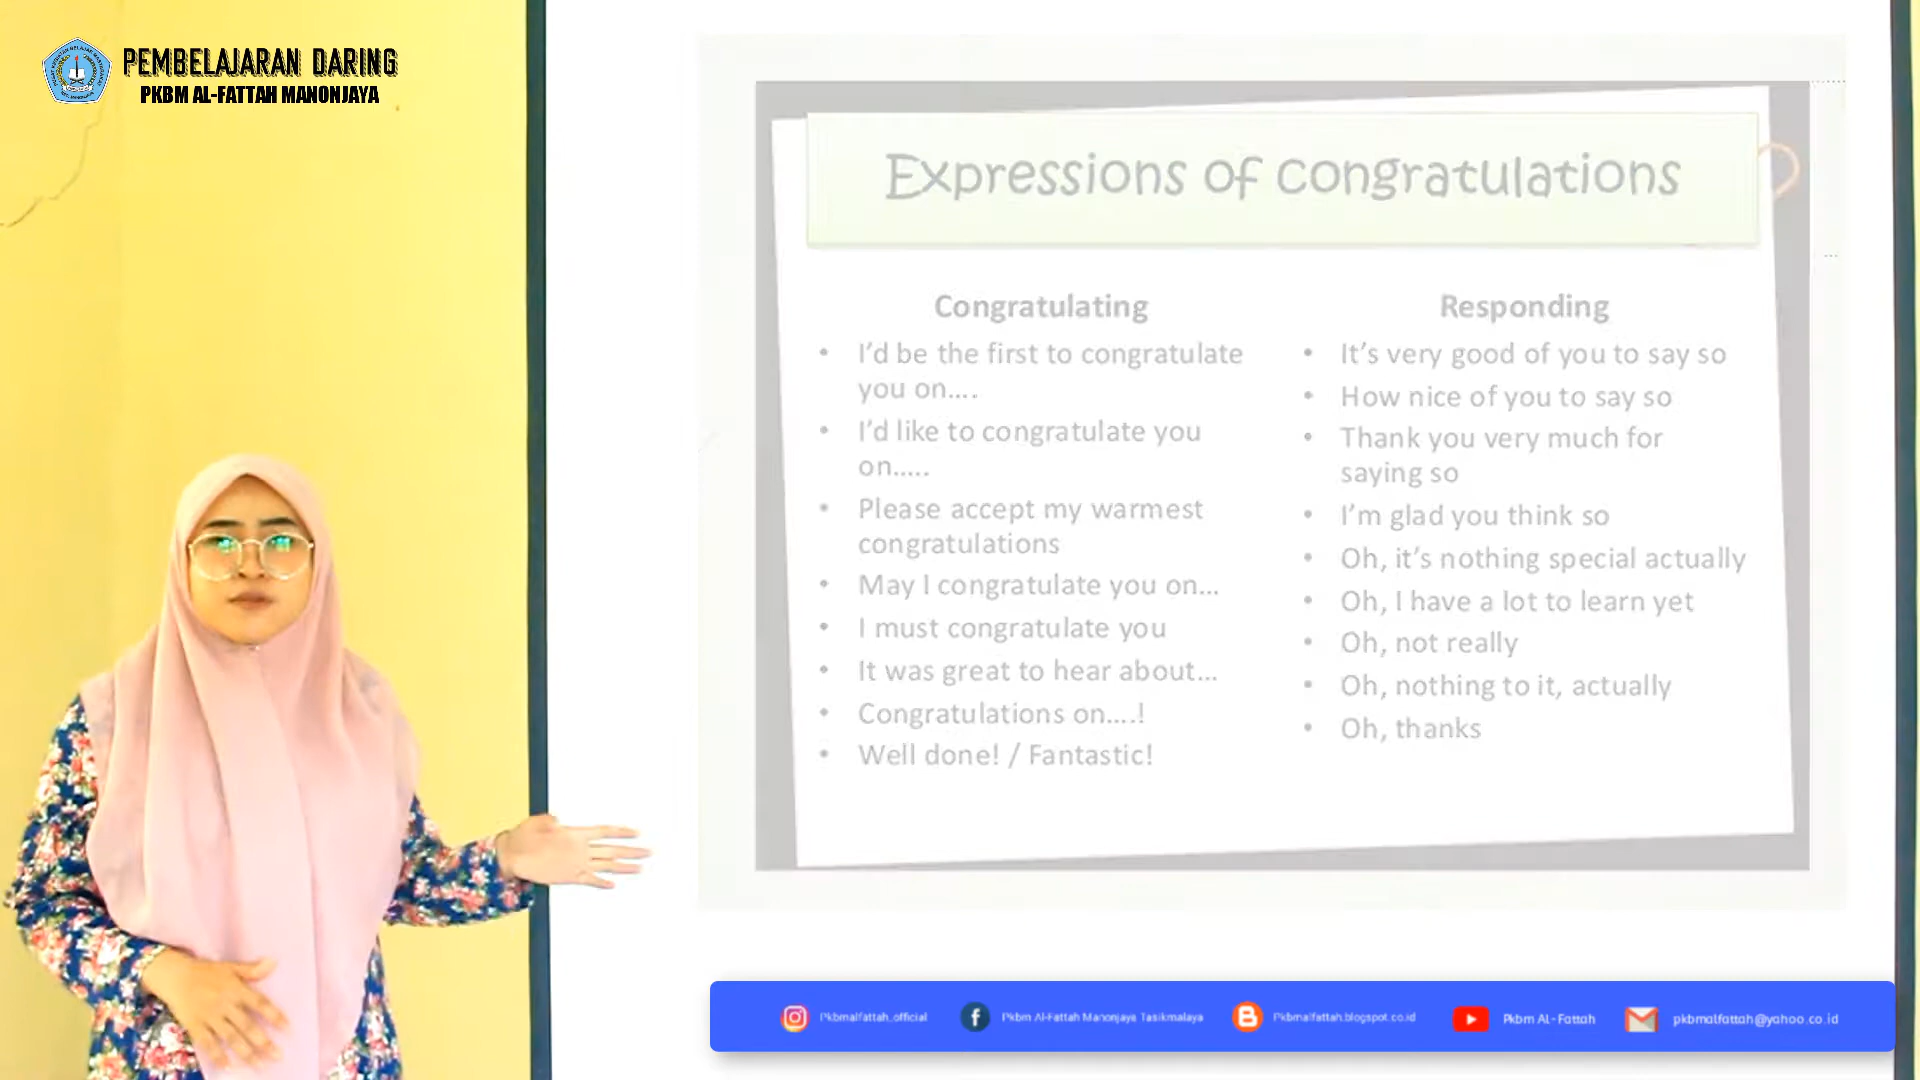 PEMBELAJARAN DARING
PKBM AL-FATTAH MANONJAYA
Expressions of congratulations
Congratulating
• I'd be the first to congratulate
you on....
• I'd like to congratulate you
on.....
• Please accept my warmest
congratulations
• May I congratulate you on...
• I must congratulate you
• It was great to hear about...
• Congratulations on....!
• Well done! / Fantastic!
Responding
• It's very good of you to say so
• How nice of you to say so
• Thank you very much for
saying so
• I'm glad you think so
• Oh, it's nothing special actually
• Oh, I have a lot to learn yet
• Oh, not really
• Oh, nothing to it, actually
• Oh, thanks
Pkbmalfattah_official
Pkbm Al-Fattah Manonjaya Tasikmalaya
Pkbmalfattah.blogspot.co.id
Pkbm AL-Fattah
pkbmalfattah@yahoo.co.id